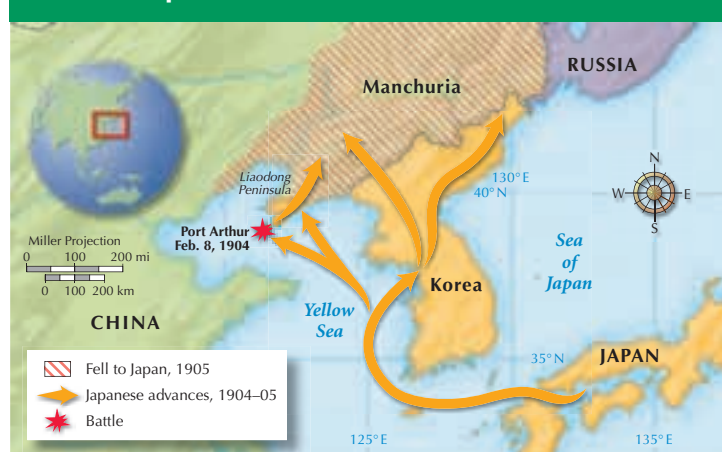 RUSSIA
Manchuria
Liaodong
Peninsula
130°E
40°N
N
W
E
S
Port Arthur
Feb. 8, 1904
Miller Projection
0 100 200 mi
0 100 200 km
Sea
of
Japan
Korea
Yellow
Sea
CHINA
35°N
JAPAN
Fell to Japan, 1905
Japanese advances, 1904–05
Battle
125°E
135°E